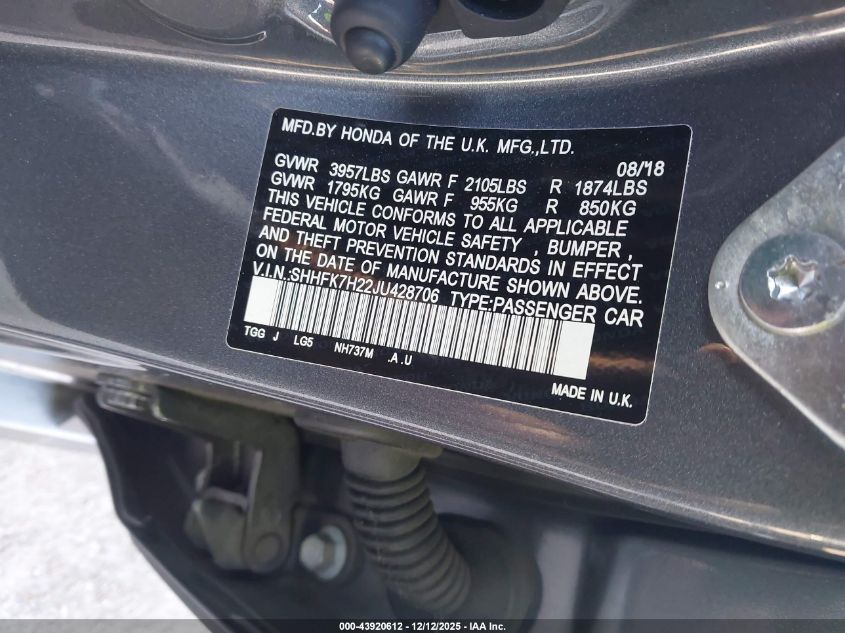 MFD.BY HONDA OF THE U.K. MFG.,LTD.
08/'18
GVWR 3957LBS GAWR F 2105LBS R 1874LBS
GVWR 1795KG GAWR F 955KG R 850KG
THIS VEHICLE CONFORMS TO ALL APPLICABLE
FEDERAL MOTOR VEHICLE SAFETY , BUMPER ,
AND THEFT PREVENTION STANDARDS IN EFFECT
ON THE DATE OF MANUFACTURE SHOWN ABOVE.
V.I.N.:SHHFK7H22JU428706 TYPE:PASSENGER CAR
TGG J LG5 NH737M .A.U
MADE IN U.K.
000-43920612 - 12/12/2025 - IAA Inc.